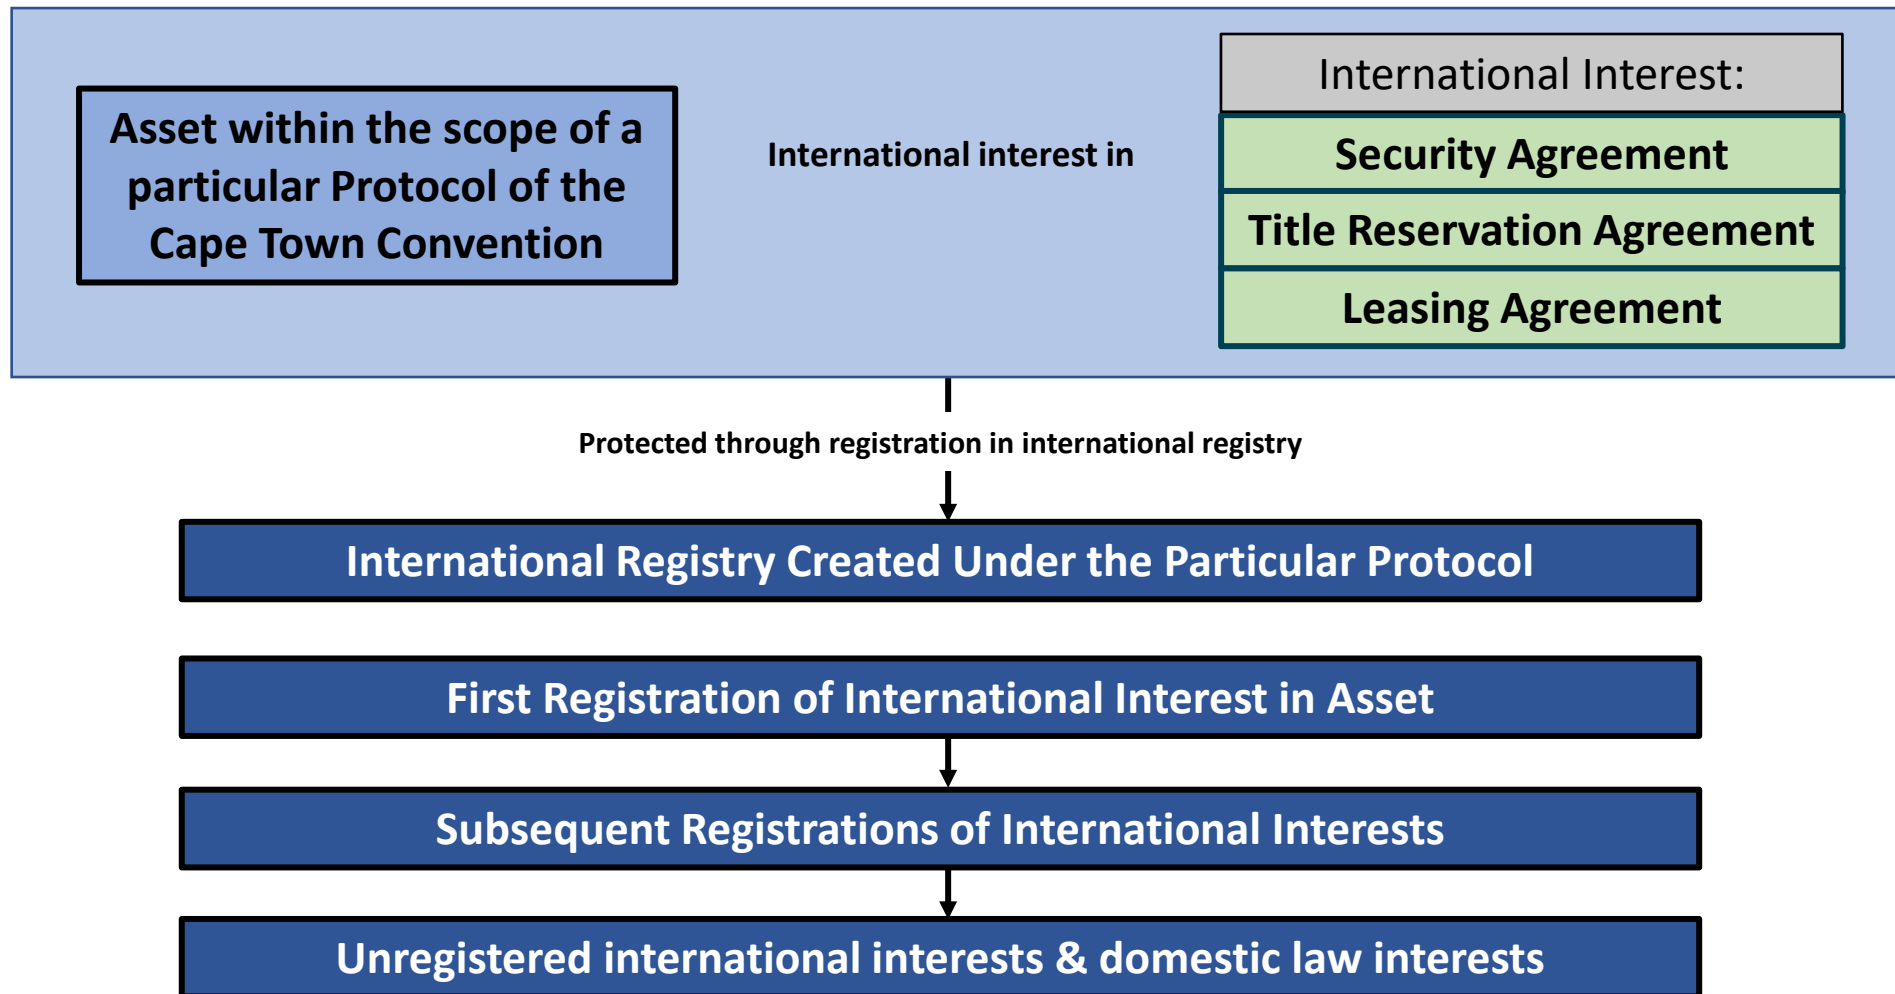 Asset within the scope of a
particular Protocol of the
Cape Town Convention
International interest in
International Interest:
Security Agreement
Title Reservation Agreement
Leasing Agreement
Protected through registration in international registry
International Registry Created Under the Particular Protocol
First Registration of International Interest in Asset
Subsequent Registrations of International Interests
Unregistered international interests & domestic law interests